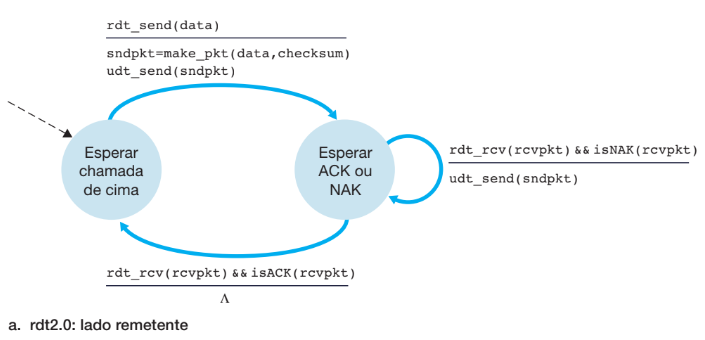 rdt_send(data)
sndpkt=make_pkt(data,checksum)
udt_send(sndpkt)
Esperar
chamada
de cima
Esperar
ACK ou
NAK
rdt_rcv(rcvpkt) && isNAK(rcvpkt)
udt_send(sndpkt)
rdt_rcv(rcvpkt) && isACK(rcvpkt)
Λ
a. rdt2.0: lado remetente